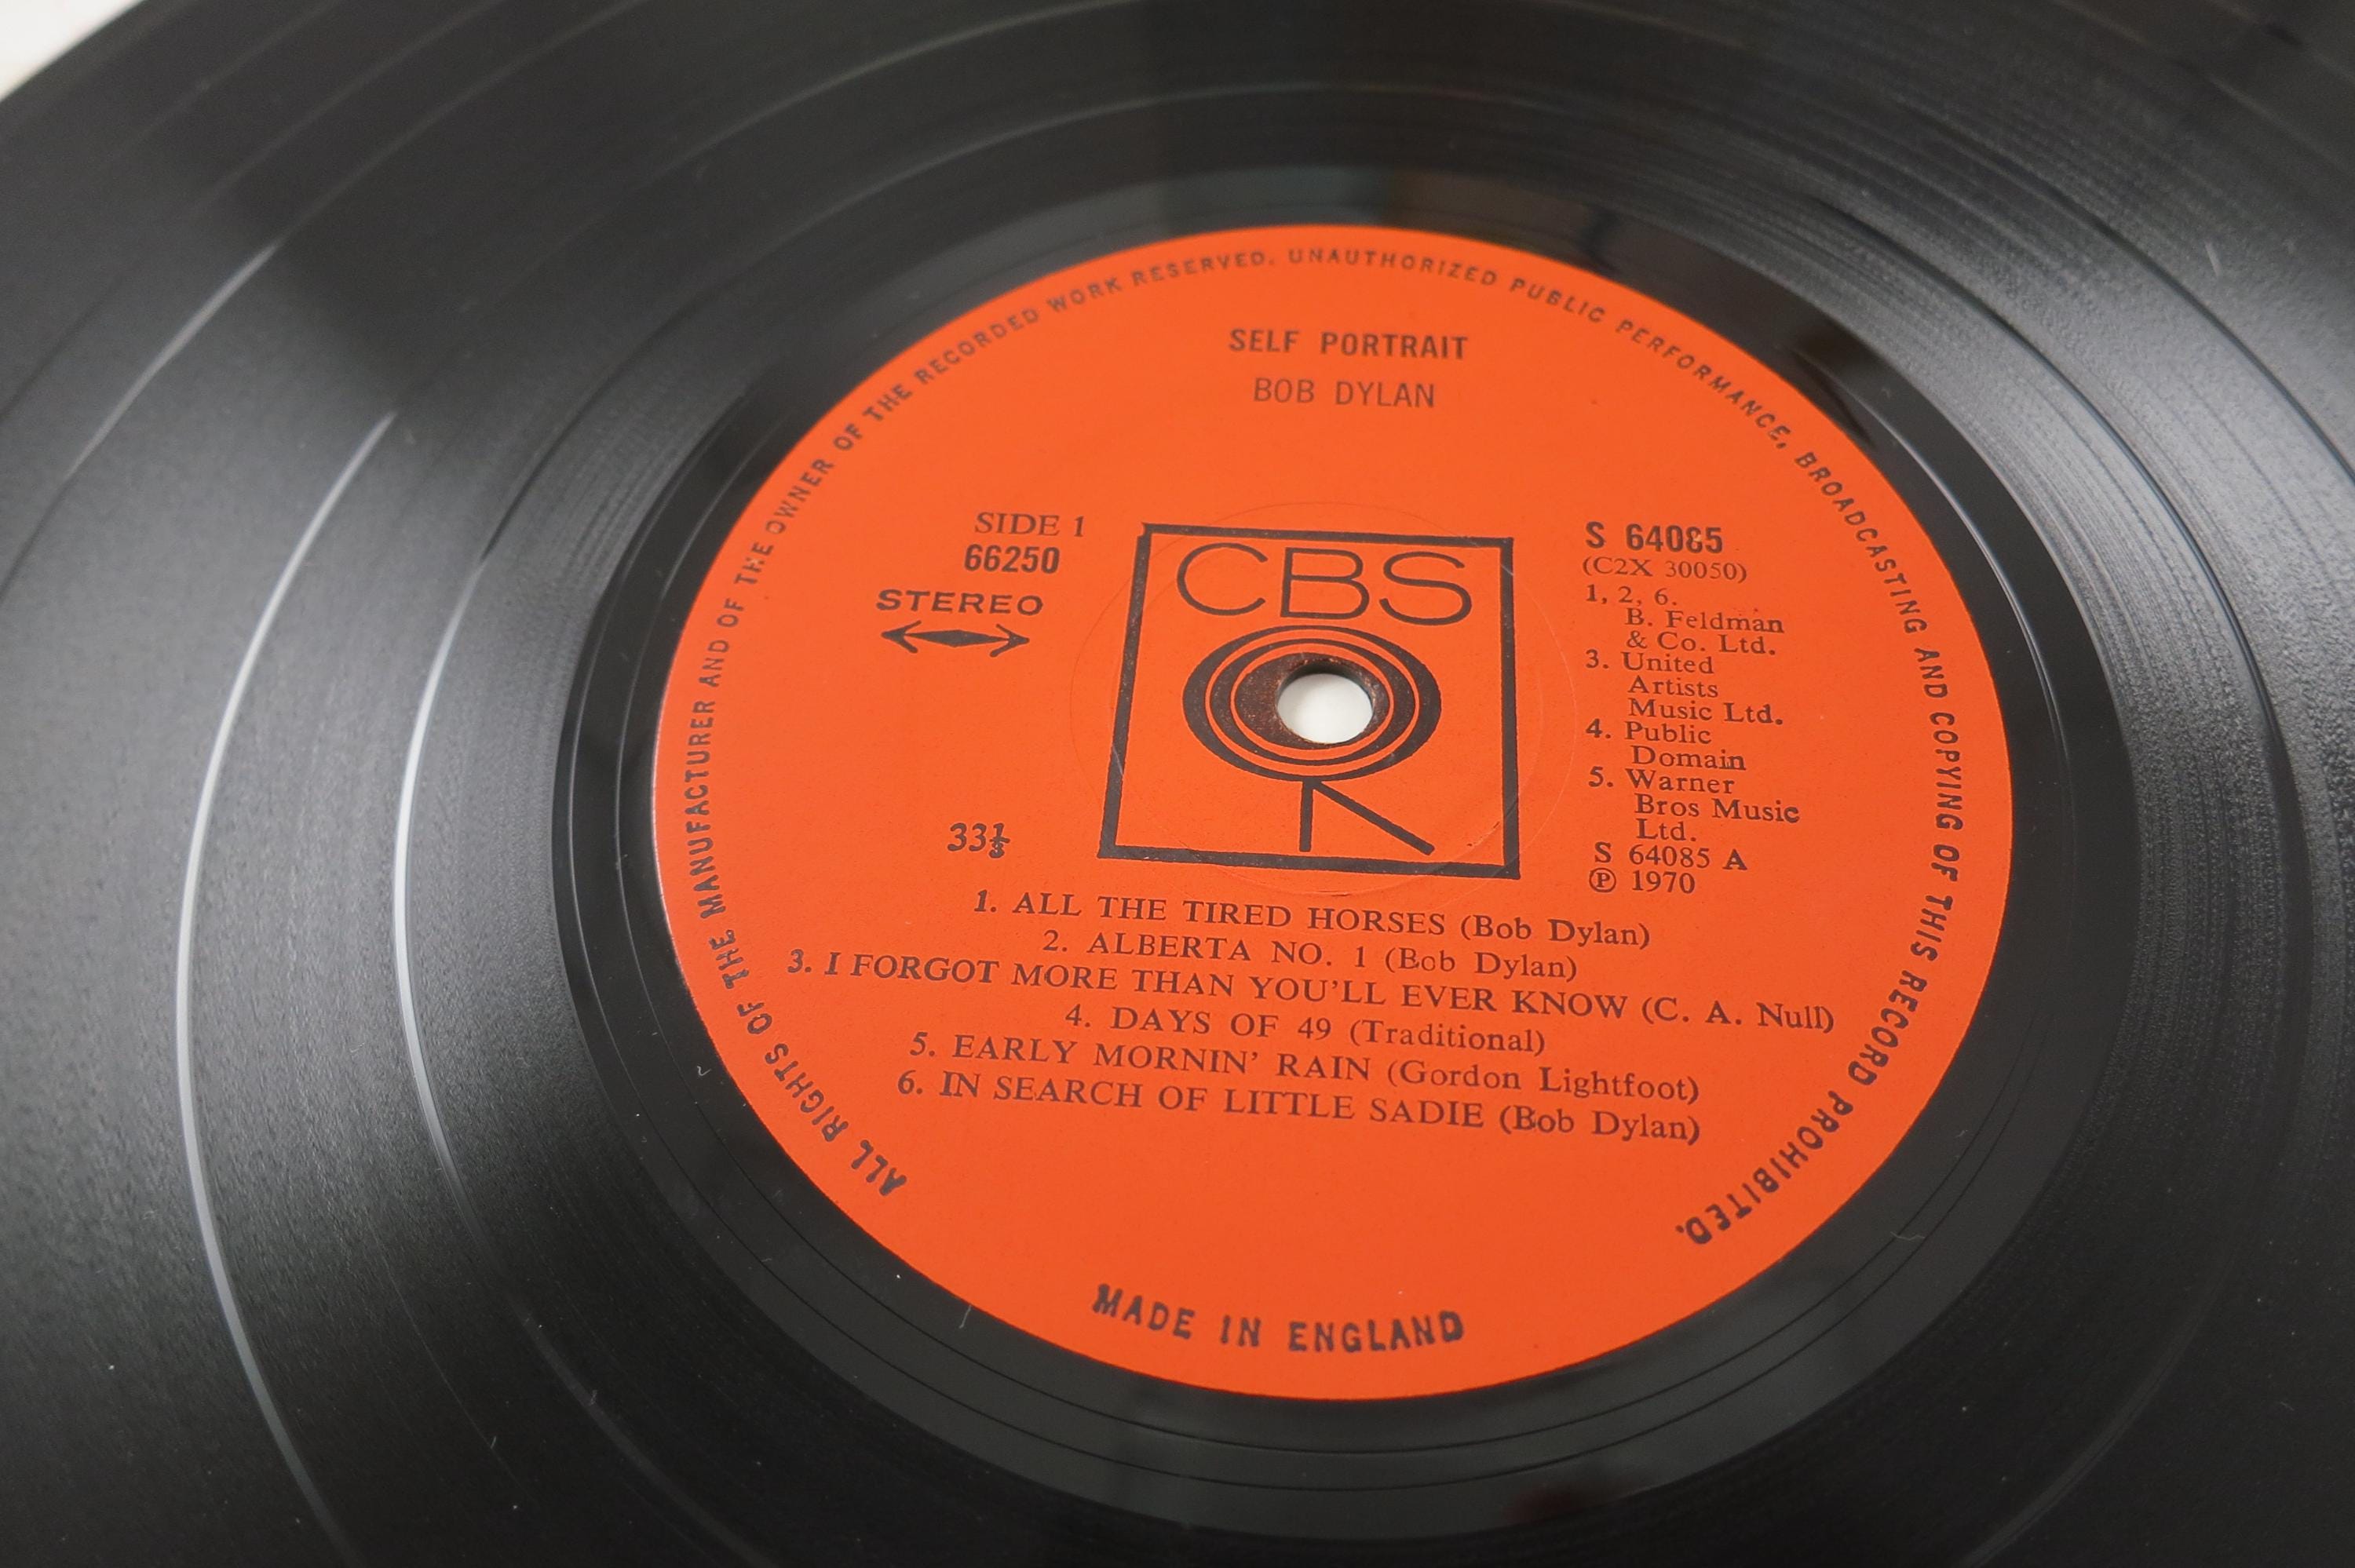 ALL RIGHTS OF THE MANUFACTURER AND OF THE OWNER OF THE RECORDED WORK RESERVED. UNAUTHORIZED PUBLIC PERFORMANCE, BROADCASTING AND COPYING OF THIS RECORD PROHIBITED.
SELF PORTRAIT
BOB DYLAN
SIDE 1
66250
STEREO
33⅓
CBS
S 64085
(C2X 30050)
1, 2, 6.
B. Feldman
& Co. Ltd.
3. United
Artists
Music Ltd.
4. Public
Domain
5. Warner
Bros Music
Ltd.
S 64085 A
℗ 1970
1. ALL THE TIRED HORSES (Bob Dylan)
2. ALBERTA NO. 1 (Bob Dylan)
3. I FORGOT MORE THAN YOU'LL EVER KNOW (C. A. Null)
4. DAYS OF 49 (Traditional)
5. EARLY MORNIN' RAIN (Gordon Lightfoot)
6. IN SEARCH OF LITTLE SADIE (Bob Dylan)
MADE IN ENGLAND